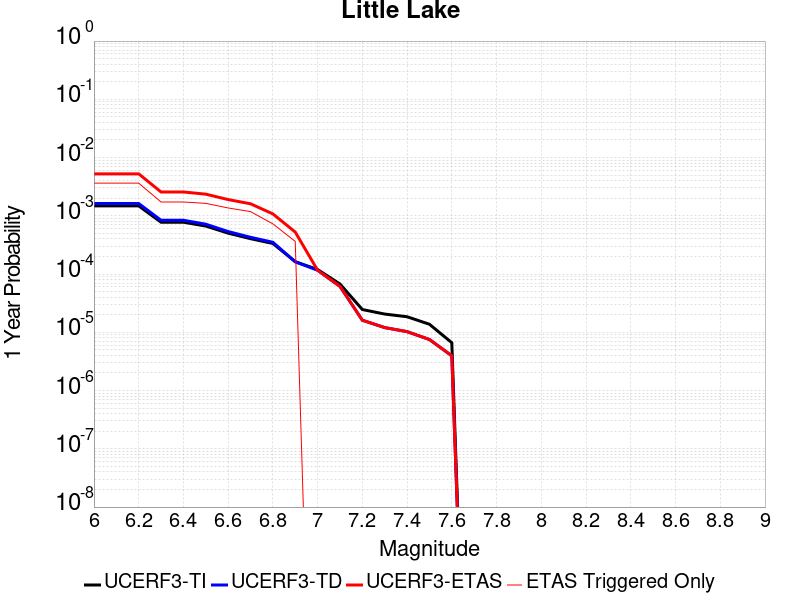 Little Lake
10^0
10^-1
10^-2
10^-3
10^-4
10^-5
10^-6
10^-7
10^-8
1 Year Probability
6 6.2 6.4 6.6 6.8 7 7.2 7.4 7.6 7.8 8 8.2 8.4 8.6 8.8 9
Magnitude
UCERF3-TI UCERF3-TD UCERF3-ETAS ETAS Triggered Only